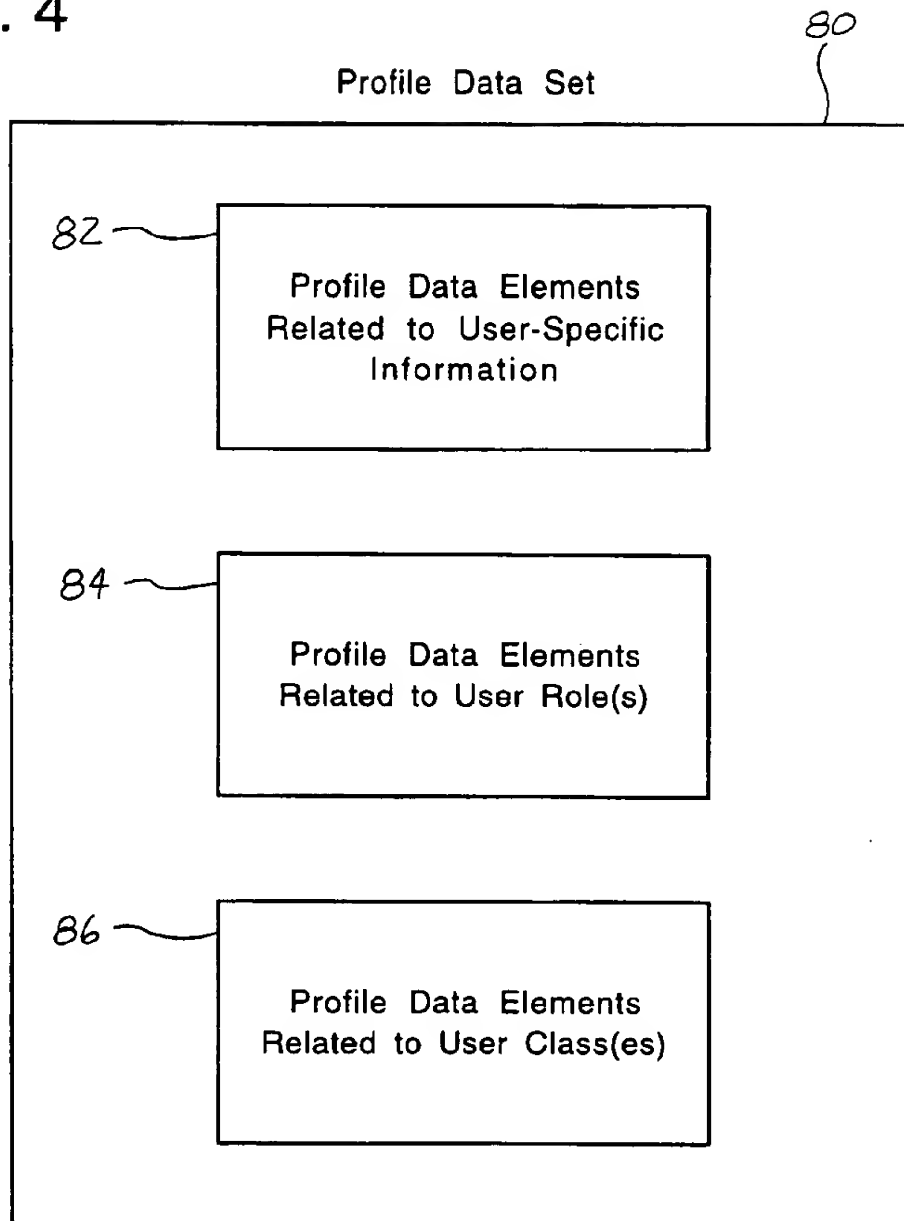 . 4
80
Profile Data Set
82
Profile Data Elements
Related to User-Specific
Information
84
Profile Data Elements
Related to User Role(s)
86
Profile Data Elements
Related to User Class(es)